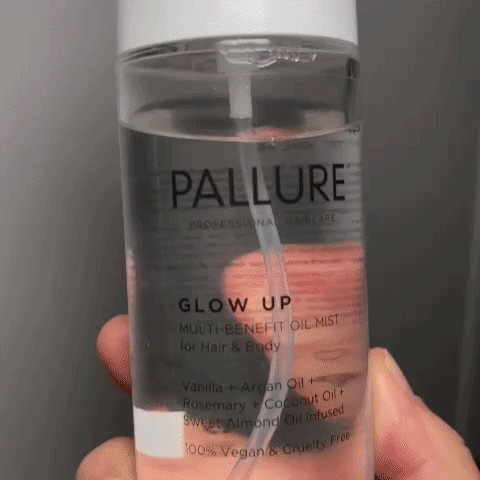 PALLURE
PROFESSIONAL HAIRCARE
GLOW UP
MULTI-BENEFIT OIL MIST
for Hair & Body
Vanilla + Argan Oil +
Rosemary + Coconut Oil +
Sweet Almond Oil infused
100% Vegan & Cruelty Free